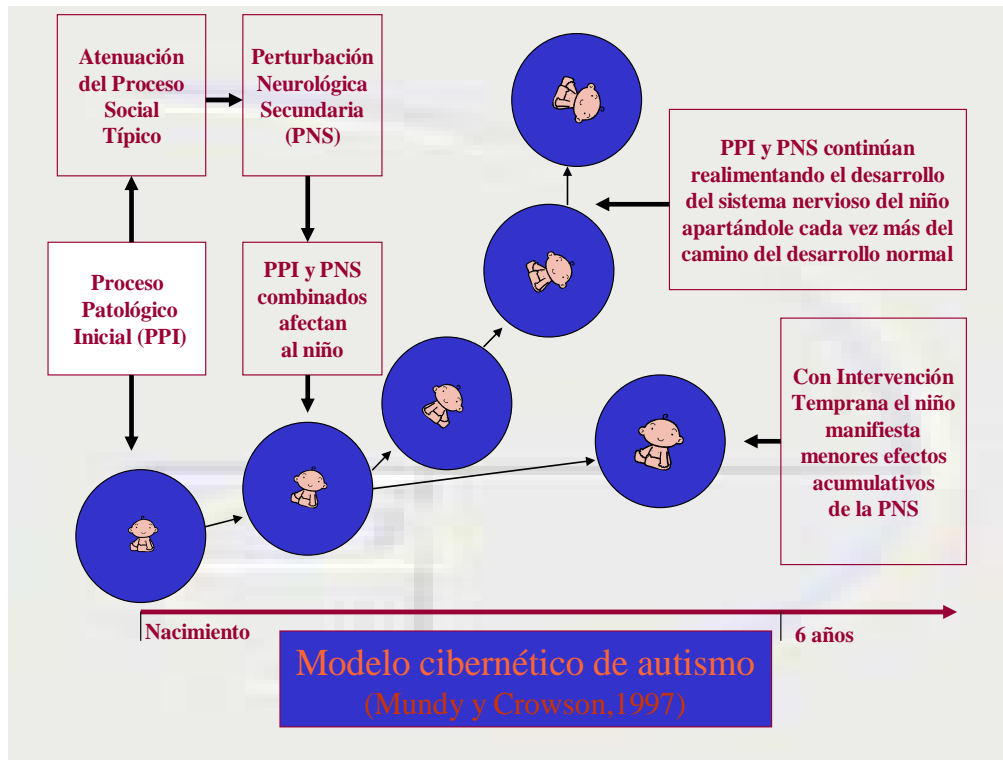 Atenuación
del Proceso
Social
Típico
Perturbación
Neurológica
Secundaria
(PNS)
PPI y PNS continúan
realimentando el desarrollo
del sistema nervioso del niño
apartándole cada vez más del
camino del desarrollo normal
Proceso
Patológico
Inicial (PPI)
PPI y PNS
combinados
afectan
al niño
Con Intervención
Temprana el niño
manifiesta
menores efectos
acumulativos
de la PNS
Nacimiento
6 años
Modelo cibernético de autismo
(Mundy y Crowson,1997)